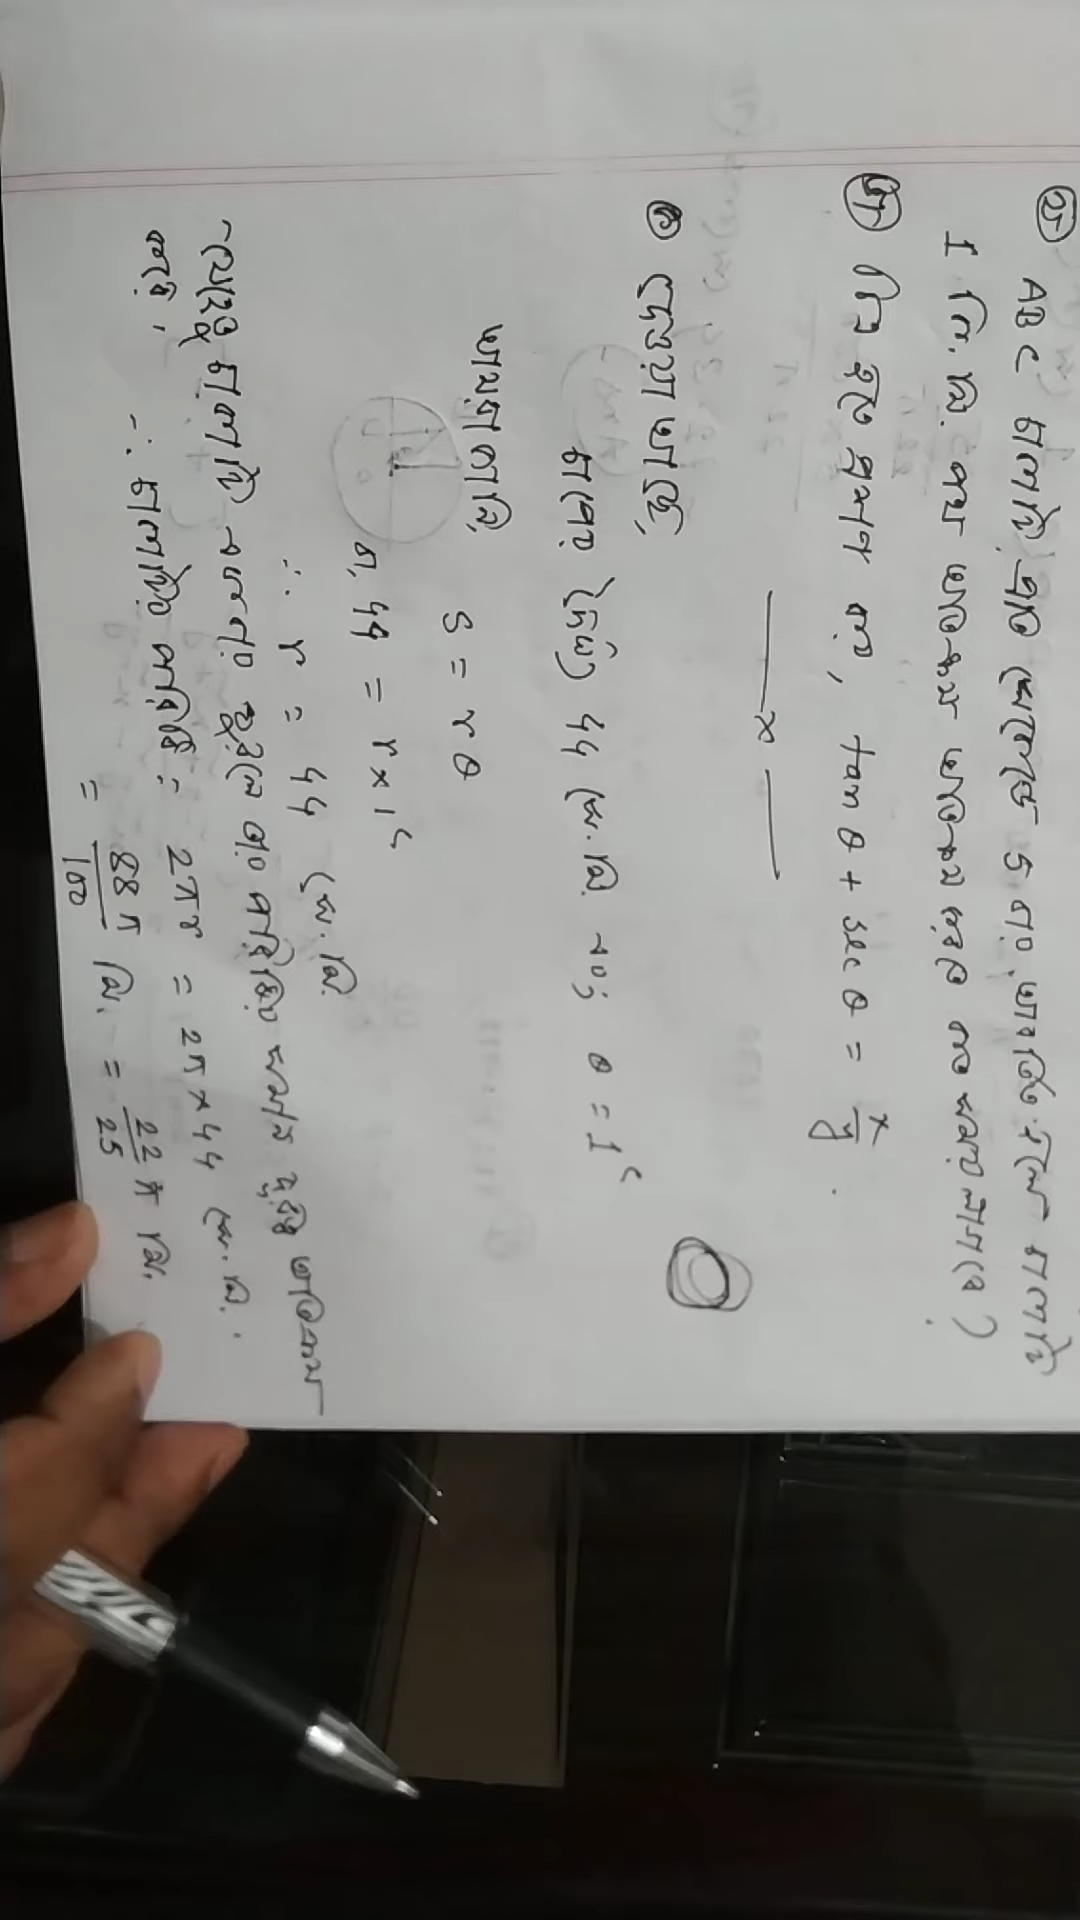 (খ) ABC চাকাটি প্রতি সেকেন্ডে 5 বার আবর্তিত হলে চাকাটি
1 কি.মি. পথ অতিক্রম করতে কত সময় লাগবে?
(গ) চিত্র হতে প্রমাণ কর, tan θ + sec θ = x/y .
—— x ——
(ক) দেওয়া আছে,
চাপের দৈর্ঘ্য 44 সে.মি. এবং θ = 1ᶜ
আমরা জানি,
s = rθ
বা, 44 = r × 1ᶜ
∴ r = 44 সে.মি.
যেহেতু চাকাটি একবার ঘুরলে তার পরিধির সমান দূরত্ব অতিক্রম
করে,
∴ চাকাটির পরিধি = 2πr = 2π × 44 সে.মি.
= 88π/100 মি. = 22/25 π মি.